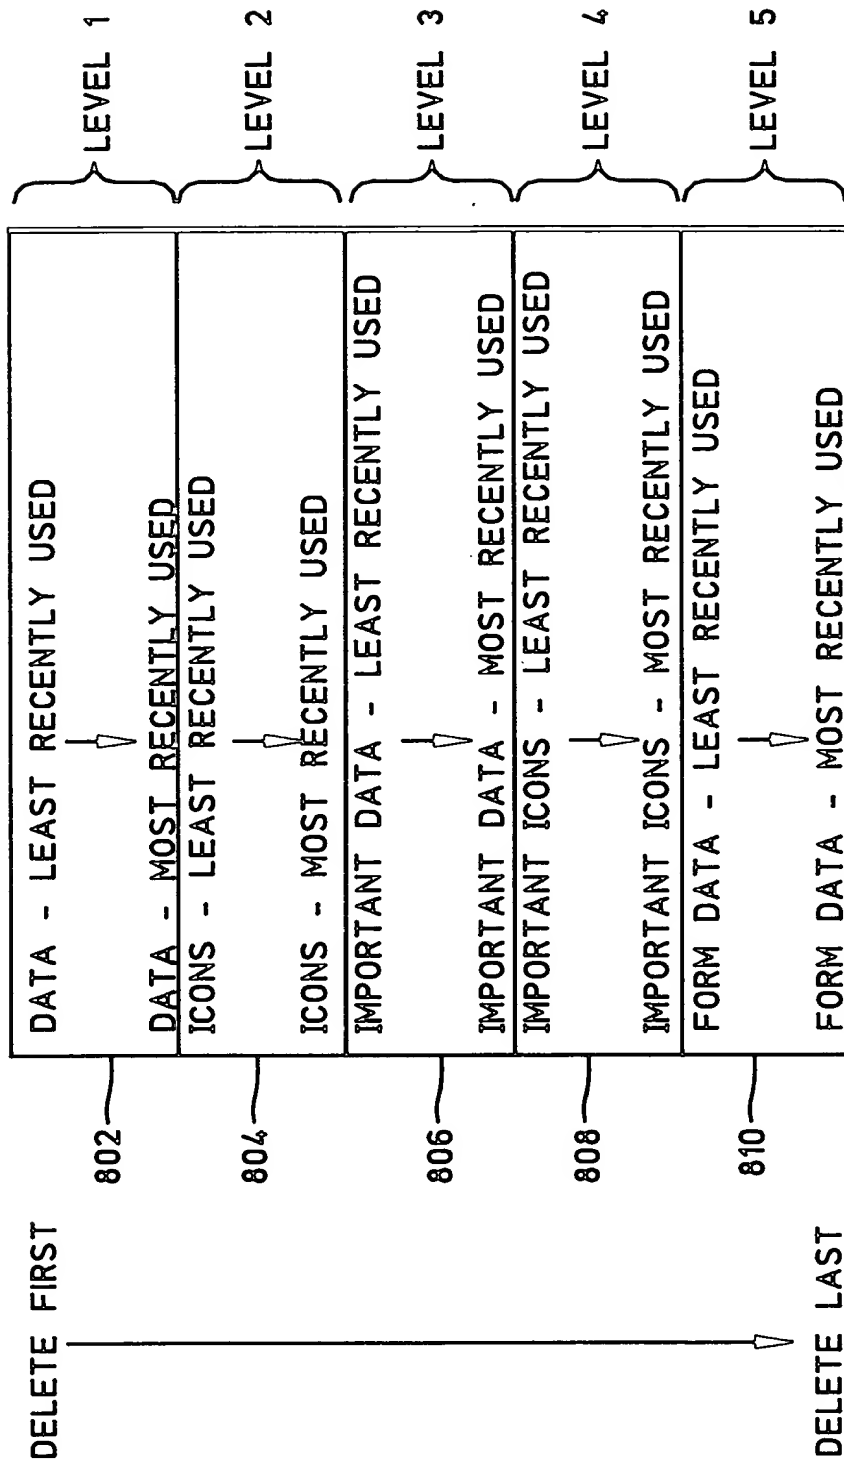 DELETE FIRST
DATA - LEAST RECENTLY USED
802
LEVEL 1
DATA - MOST RECENTLY USED
ICONS - LEAST RECENTLY USED
804
LEVEL 2
ICONS - MOST RECENTLY USED
IMPORTANT DATA - LEAST RECENTLY USED
806
LEVEL 3
IMPORTANT DATA - MOST RECENTLY USED
IMPORTANT ICONS - LEAST RECENTLY USED
808
LEVEL 4
IMPORTANT ICONS - MOST RECENTLY USED
FORM DATA - LEAST RECENTLY USED
810
LEVEL 5
DELETE LAST
FORM DATA - MOST RECENTLY USED